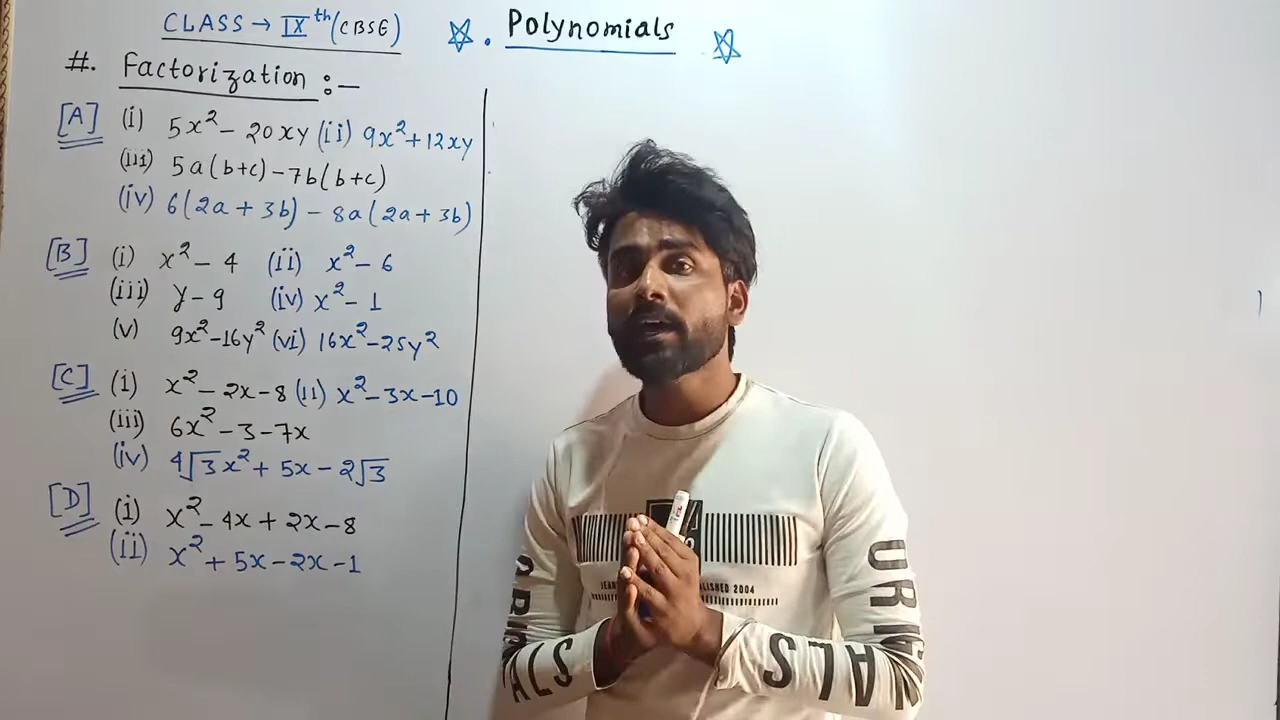 CLASS → IXth (CBSE)
Polynomials
#. Factorization :—
[A] (i) 5x² - 20xy (ii) 9x² + 12xy
(iii) 5a(b+c) - 7b(b+c)
(iv) 6(2a + 3b) - 8a(2a + 3b)
[B] (i) x² - 4 (ii) x² - 6
(iii) y - 9 (iv) x² - 1
(v) 9x² - 16y² (vi) 16x² - 25y²
[C] (i) x² - 2x - 8 (ii) x² - 3x - 10
(iii) 6x² - 3 - 7x
(iv) 4√3x² + 5x - 2√3
[D] (i) x² - 4x + 2x - 8
(ii) x² + 5x - 2x - 1
2004